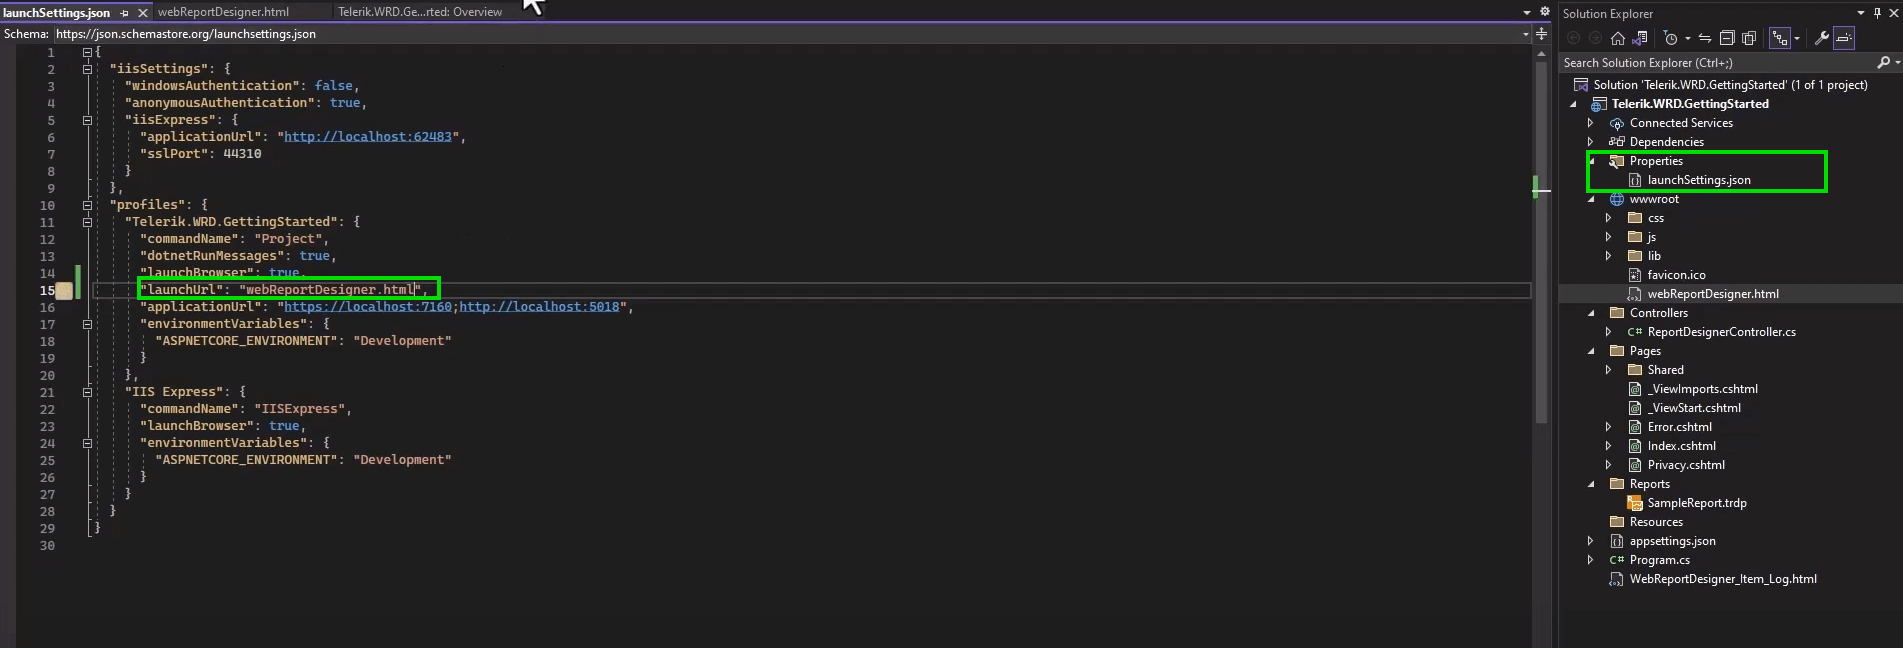 launchSettings.json
webReportDesigner.html
Telerik.WRD.Ge...rted: Overview
Schema: https://json.schemastore.org/launchsettings.json
1 {
2 "iisSettings": {
3 "windowsAuthentication": false,
4 "anonymousAuthentication": true,
5 "iisExpress": {
6 "applicationUrl": "http://localhost:62483",
7 "sslPort": 44310
8 }
9 },
10 "profiles": {
11 "Telerik.WRD.GettingStarted": {
12 "commandName": "Project",
13 "dotnetRunMessages": true,
14 "launchBrowser": true,
15 "launchUrl": "webReportDesigner.html",
16 "applicationUrl": "https://localhost:7160;http://localhost:5018",
17 "environmentVariables": {
18 "ASPNETCORE_ENVIRONMENT": "Development"
19 }
20 },
21 "IIS Express": {
22 "commandName": "IISExpress",
23 "launchBrowser": true,
24 "environmentVariables": {
25 "ASPNETCORE_ENVIRONMENT": "Development"
26 }
27 }
28 }
29 }
30
Solution Explorer
Search Solution Explorer (Ctrl+;)
Solution 'Telerik.WRD.GettingStarted' (1 of 1 project)
Telerik.WRD.GettingStarted
Connected Services
Dependencies
Properties
launchSettings.json
wwwroot
css
js
lib
favicon.ico
webReportDesigner.html
Controllers
C# ReportDesignerController.cs
Pages
Shared
_ViewImports.cshtml
_ViewStart.cshtml
Error.cshtml
Index.cshtml
Privacy.cshtml
Reports
SampleReport.trdp
Resources
appsettings.json
C# Program.cs
WebReportDesigner_Item_Log.html